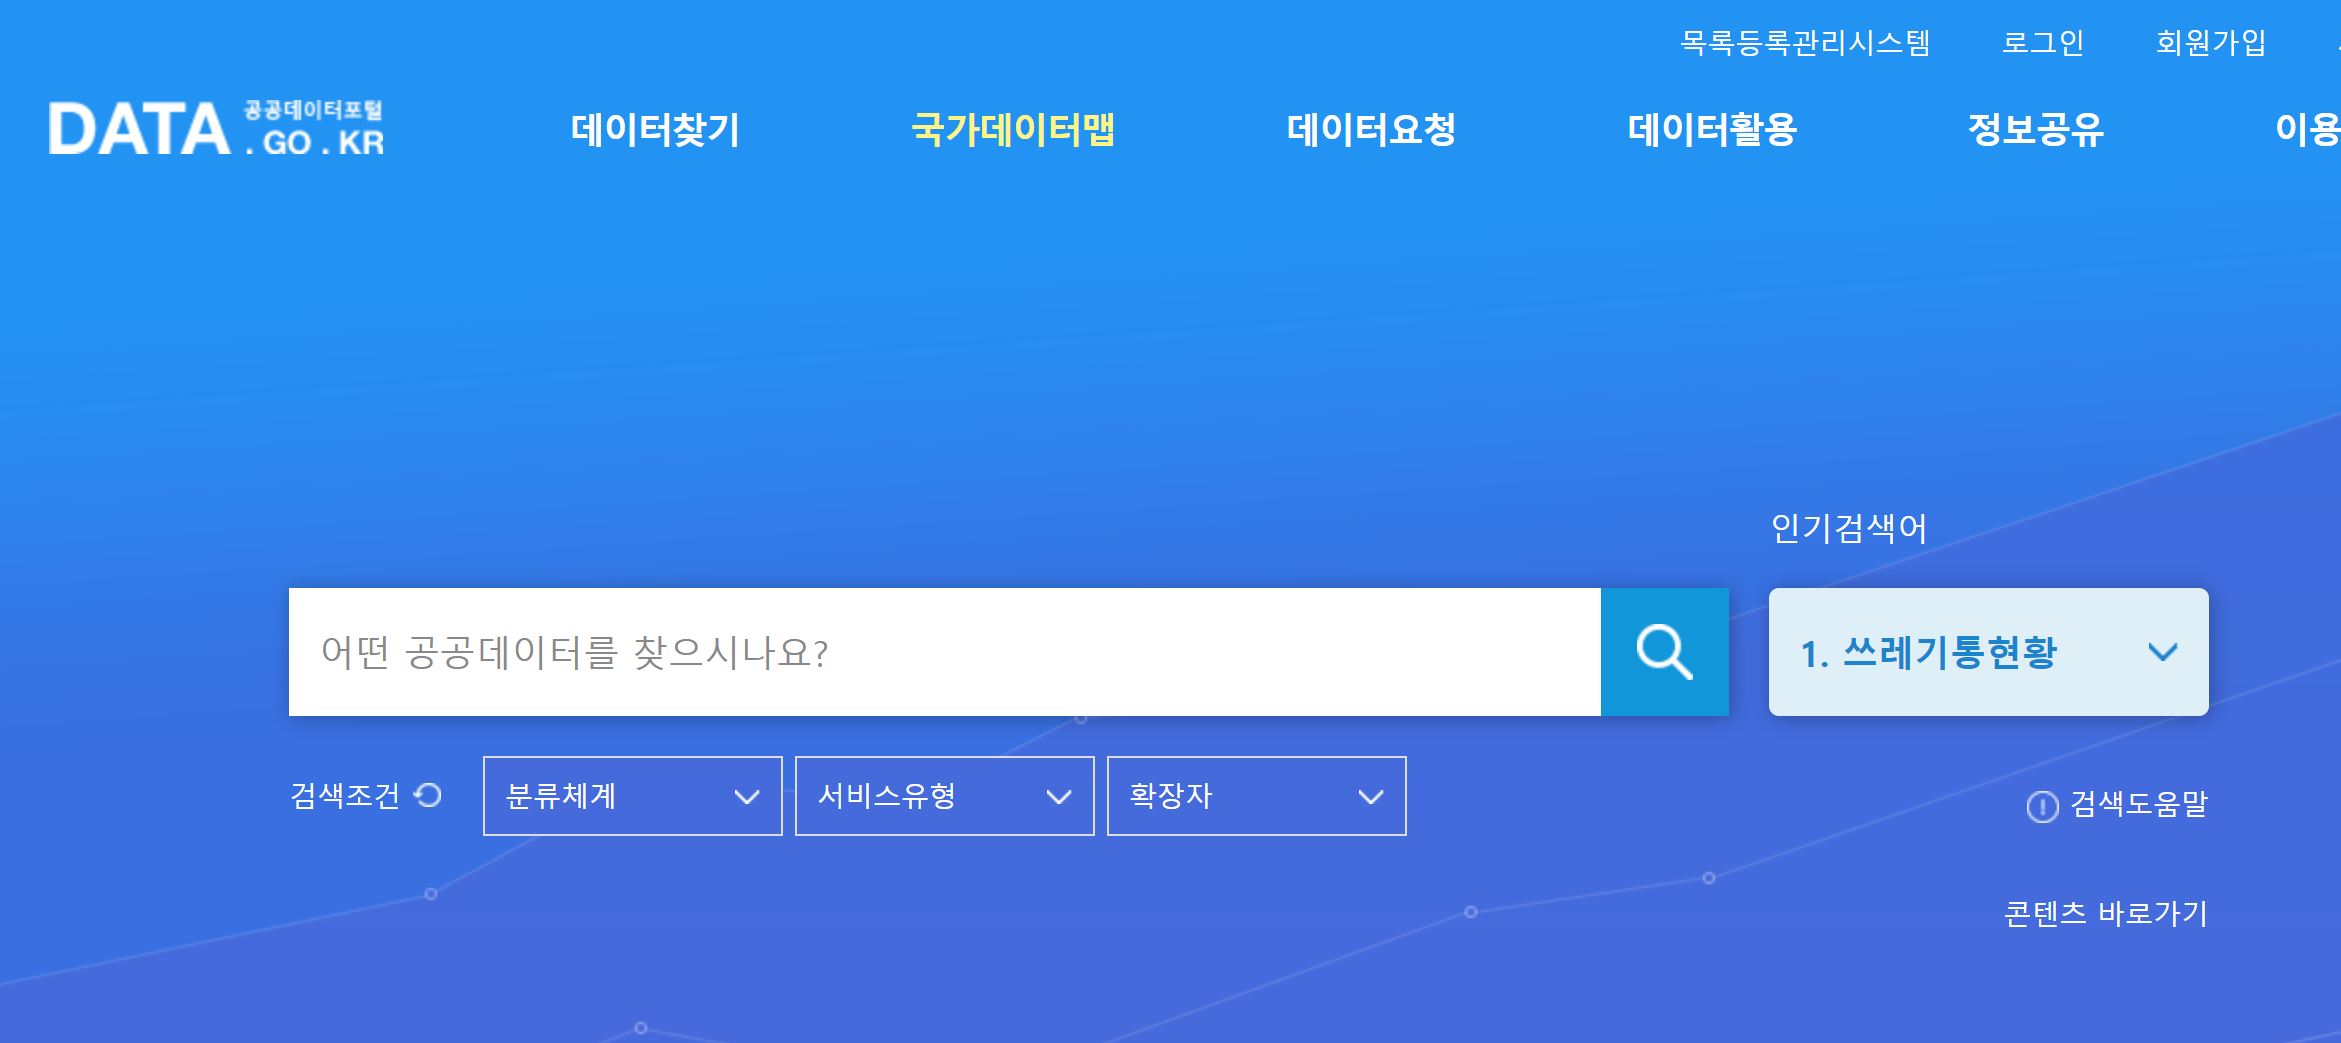 목록등록관리시스템 로그인 회원가입
DATA 공공데이터포털
.GO.KR
데이터찾기 국가데이터맵 데이터요청 데이터활용 정보공유 이용
인기검색어
어떤 공공데이터를 찾으시나요?
1. 쓰레기통현황
검색조건 분류체계 서비스유형 확장자
검색도움말
콘텐츠 바로가기